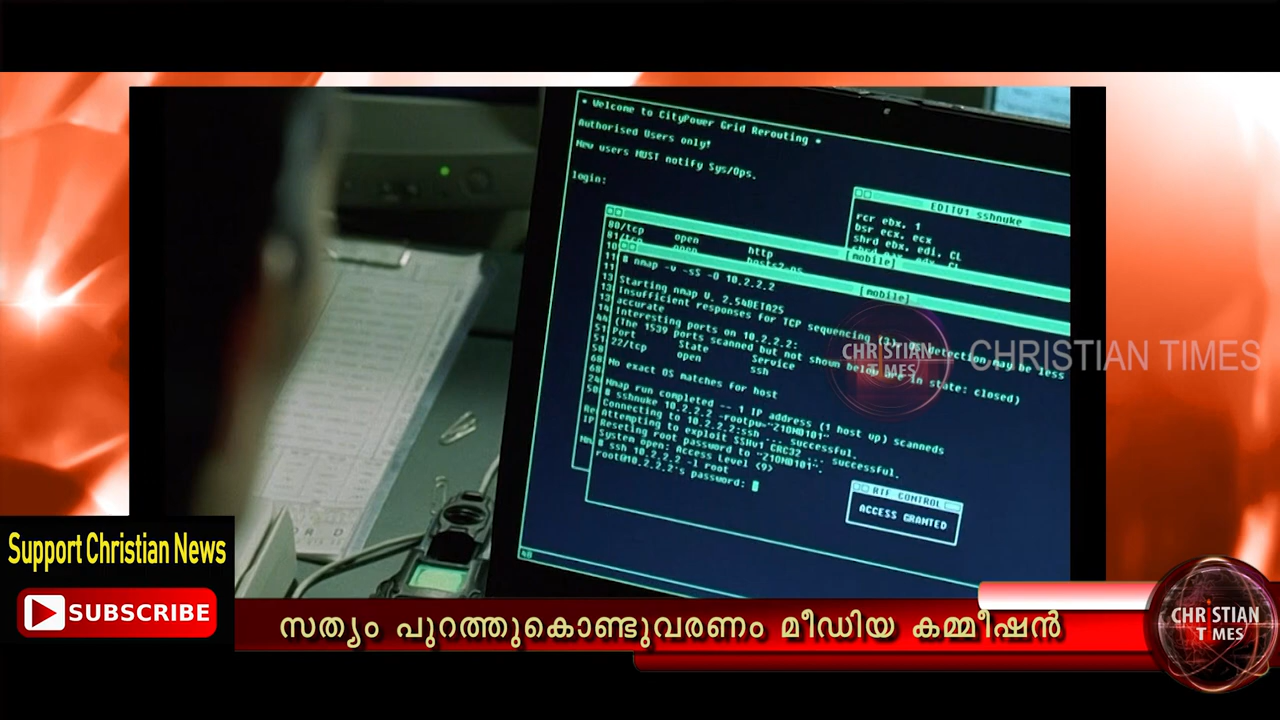 * Welcome to CityPower Grid Rerouting *
Authorised Users only!
New users MUST notify Sys/Ops.
login:
EDITV1 sshnuke
rcr ebx, 1
bsr ecx, ecx
shrd ebx, edi, CL
[mobile]
80/tcp open http
81/tcp open hosts2-ns
[mobile]
# nmap -v -sS -O 10.2.2.2
Starting nmap V. 2.54BETA25
Insufficient responses for TCP sequencing (3), OS detection may be less
accurate
Interesting ports on 10.2.2.2:
(The 1539 ports scanned but not shown below are in state: closed)
Port State Service
22/tcp open ssh
No exact OS matches for host
Nmap run completed -- 1 IP address (1 host up) scanneds
# sshnuke 10.2.2.2 -rootpw="Z10N0101"
Connecting to 10.2.2.2:ssh ... successful.
Attempting to exploit SSHv1 CRC32 ... successful.
Reseting root password to "Z10N0101".
System open: Access Level <9>
# ssh 10.2.2.2 -l root
root@10.2.2.2's password:
RTF CONTROL
ACCESS GRANTED
CHRISTIAN TIMES
CHRISTIAN TIMES
Support Christian News
SUBSCRIBE
സത്യം പുറത്തുകൊണ്ടുവരണം മീഡിയ കമ്മീഷൻ
CHRISTIAN
TIMES